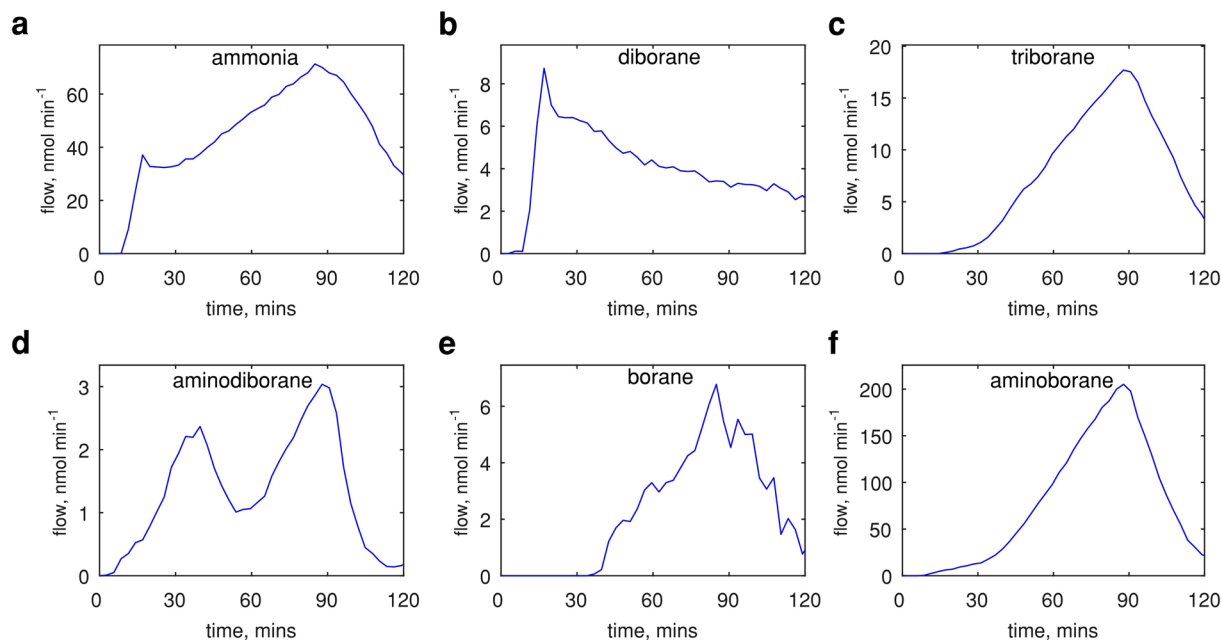 a
ammonia
flow, nmol min⁻¹
60
40
20
0
0 30 60 90 120
time, mins
b
diborane
flow, nmol min⁻¹
8
6
4
2
0
0 30 60 90 120
time, mins
c
triborane
flow, nmol min⁻¹
20
15
10
5
0
0 30 60 90 120
time, mins
d
aminodiborane
flow, nmol min⁻¹
3
2
1
0
0 30 60 90 120
time, mins
e
borane
flow, nmol min⁻¹
6
4
2
0
0 30 60 90 120
time, mins
f
aminoborane
flow, nmol min⁻¹
200
150
100
50
0
0 30 60 90 120
time, mins